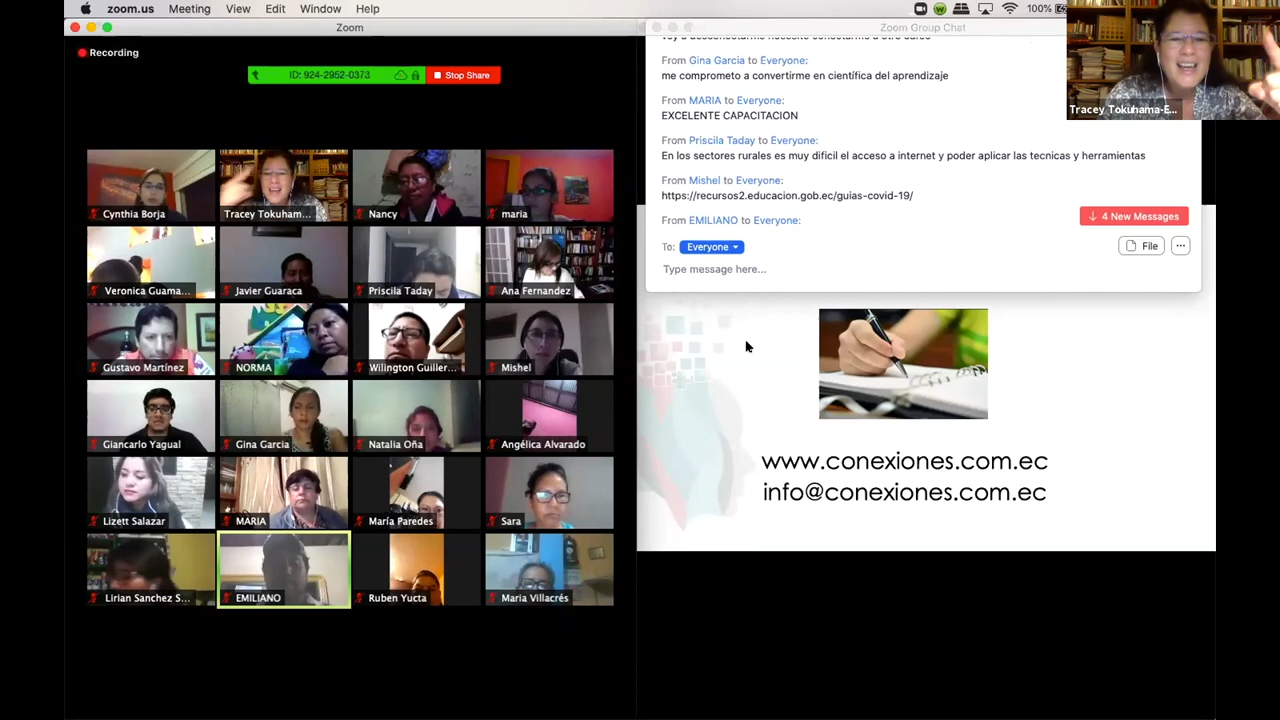 zoom.us Meeting View Edit Window Help
100%
Zoom
Recording
ID: 924-2952-0373
Stop Share
Cynthia Borja
Tracey Tokuham...
Nancy
maria
Veronica Guama...
Javier Guaraca
Priscila Taday
Ana Fernandez
Gustavo Martínez
NORMA
Wilington Guiller...
Mishel
Giancarlo Yagual
Gina Garcia
Natalia Oña
Angélica Alvarado
Lizett Salazar
MARIA
María Paredes
Sara
Lirian Sanchez S...
EMILIANO
Ruben Yucta
Maria Villacrés
Zoom Group Chat
From Gina Garcia to Everyone:
me comprometo a convertirme en científica del aprendizaje
From MARIA to Everyone:
EXCELENTE CAPACITACION
From Priscila Taday to Everyone:
En los sectores rurales es muy dificil el acceso a internet y poder aplicar las tecnicas y herramientas
From Mishel to Everyone:
https://recursos2.educacion.gob.ec/guias-covid-19/
From EMILIANO to Everyone:
4 New Messages
To: Everyone
File
Type message here...
Tracey Tokuhama-E...
www.conexiones.com.ec
info@conexiones.com.ec